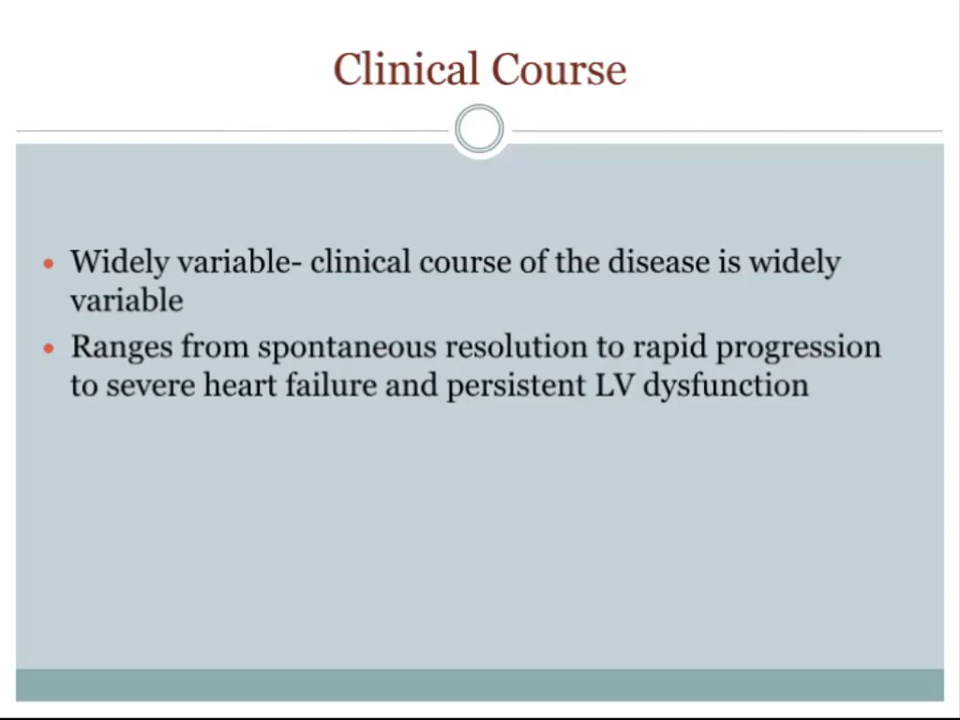 Clinical Course
• Widely variable- clinical course of the disease is widely
variable
• Ranges from spontaneous resolution to rapid progression
to severe heart failure and persistent LV dysfunction